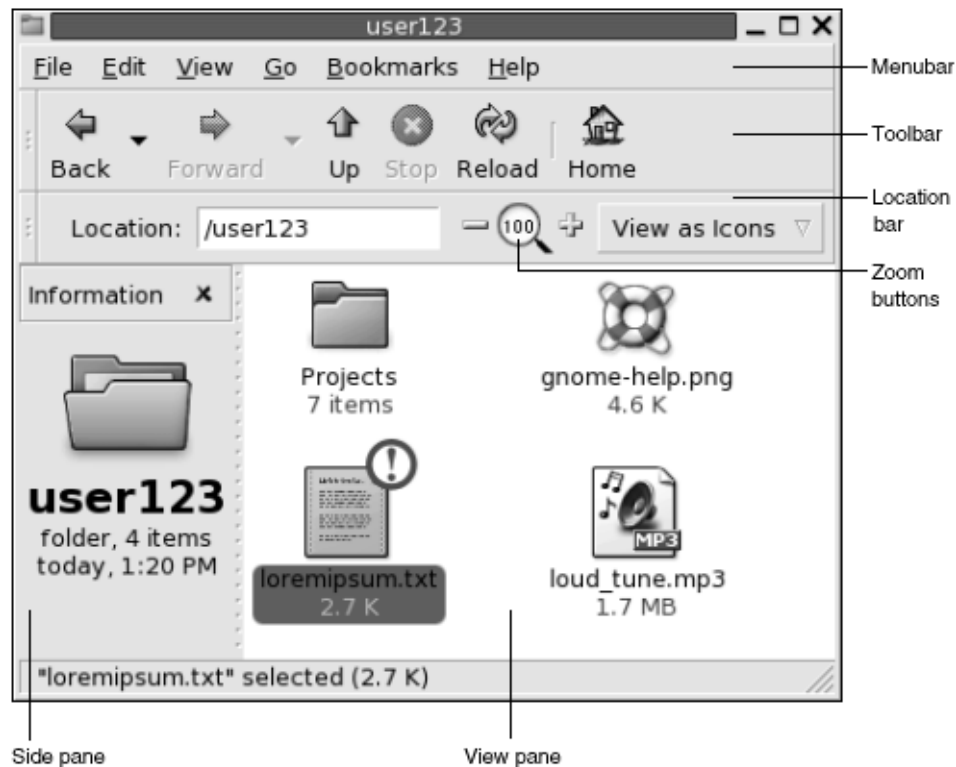 user123
File Edit View Go Bookmarks Help
Menubar
Back Forward Up Stop Reload Home
Toolbar
Location: /user123 100 View as Icons
Location
bar
Zoom
buttons
Information
user123
folder, 4 items
today, 1:20 PM
Projects
7 items
gnome-help.png
4.6 K
loremipsum.txt
2.7 K
MP3
loud_tune.mp3
1.7 MB
"loremipsum.txt" selected (2.7 K)
Side pane
View pane